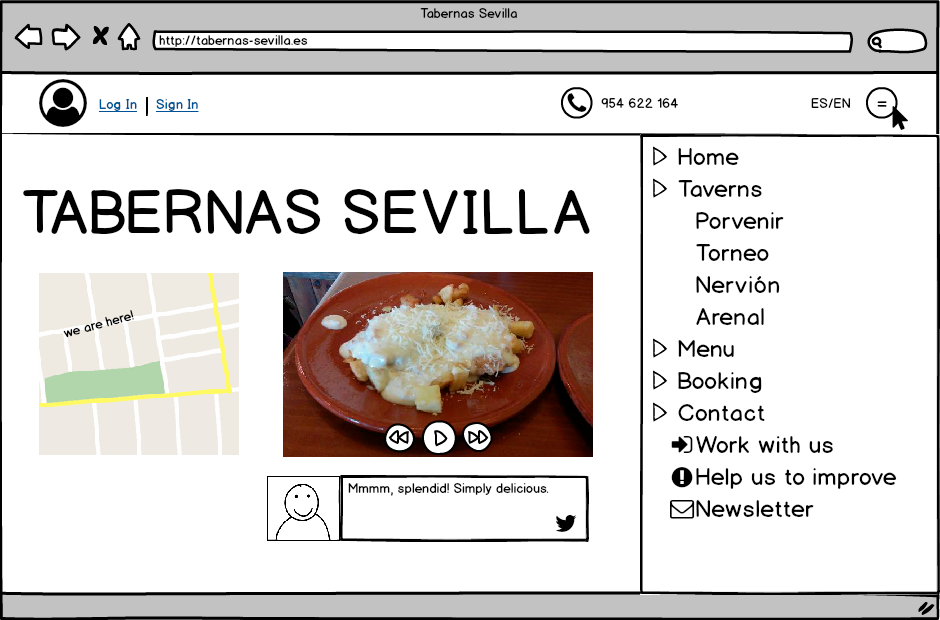 Tabernas Sevilla
http://tabernas-sevilla.es
Log In | Sign In
954 622 164
ES/EN
TABERNAS SEVILLA
we are here!
Mmmm, splendid! Simply delicious.
Home
Taverns
Porvenir
Torneo
Nervión
Arenal
Menu
Booking
Contact
Work with us
Help us to improve
Newsletter